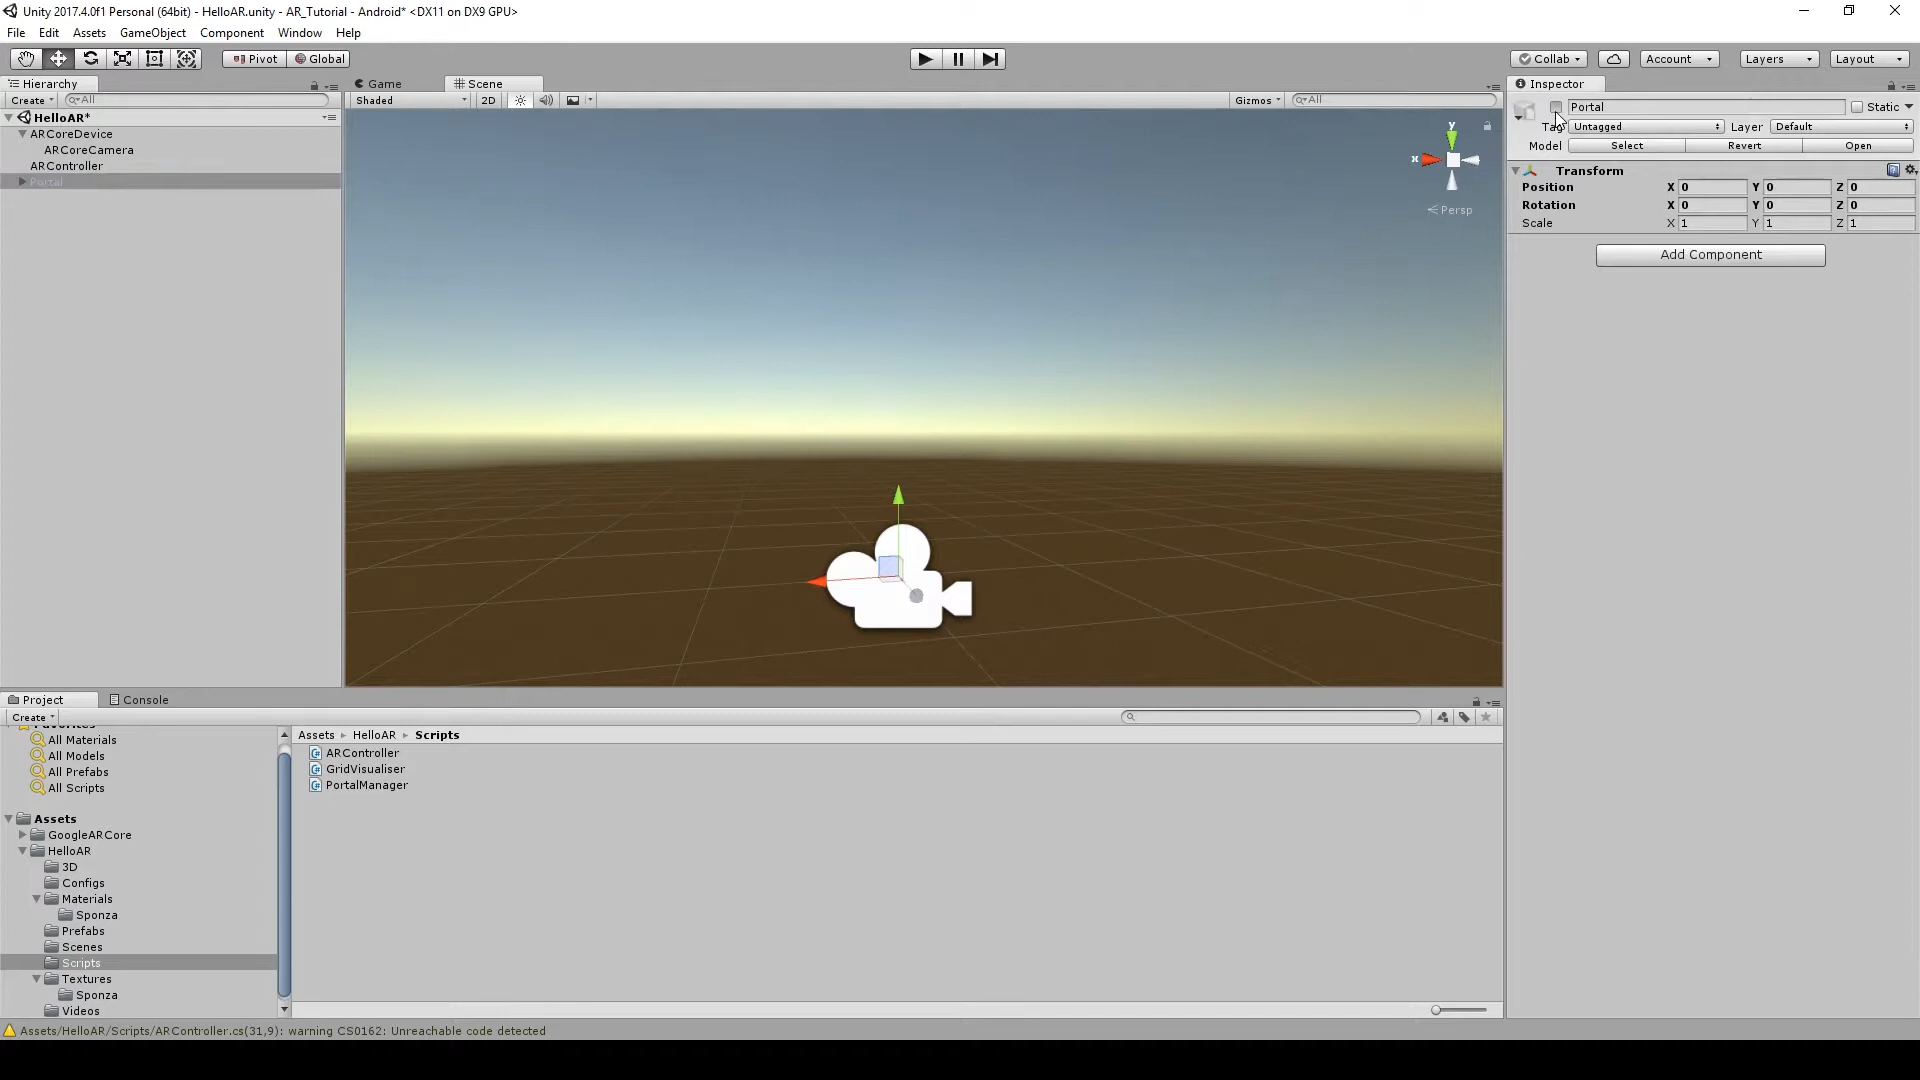 Unity 2017.4.0f1 Personal (64bit) - HelloAR.unity - AR_Tutorial - Android* <DX11 on DX9 GPU>
File Edit Assets GameObject Component Window Help
Pivot Global Collab Account Layers Layout
Hierarchy Game Scene Inspector
Create All Shaded 2D Gizmos All
HelloAR*
ARCoreDevice
ARCoreCamera
ARController
Portal
y
x
Persp
Portal Static
Tag Untagged Layer Default
Model Select Revert Open
Transform
Position X 0 Y 0 Z 0
Rotation X 0 Y 0 Z 0
Scale X 1 Y 1 Z 1
Add Component
Project Console
Create
Favorites
All Materials
All Models
All Prefabs
All Scripts
Assets
GoogleARCore
HelloAR
3D
Configs
Materials
Sponza
Prefabs
Scenes
Scripts
Textures
Sponza
Videos
Assets HelloAR Scripts
ARController
GridVisualiser
PortalManager
Assets/HelloAR/Scripts/ARController.cs(31,9): warning CS0162: Unreachable code detected